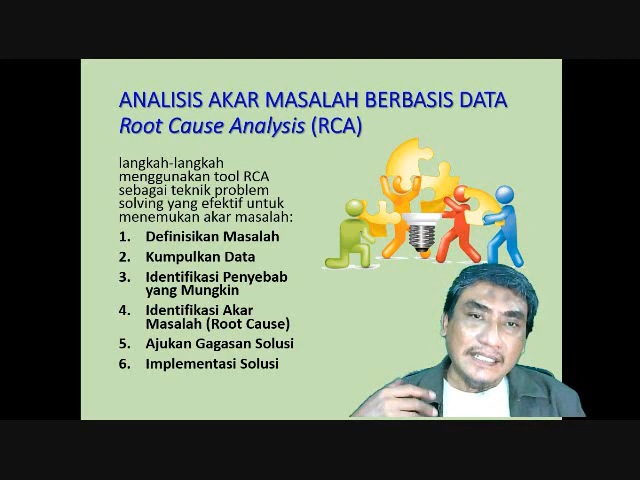 ANALISIS AKAR MASALAH BERBASIS DATA
Root Cause Analysis (RCA)
langkah-langkah
menggunakan tool RCA
sebagai teknik problem
solving yang efektif untuk
menemukan akar masalah:
1. Definisikan Masalah
2. Kumpulkan Data
3. Identifikasi Penyebab
yang Mungkin
4. Identifikasi Akar
Masalah (Root Cause)
5. Ajukan Gagasan Solusi
6. Implementasi Solusi